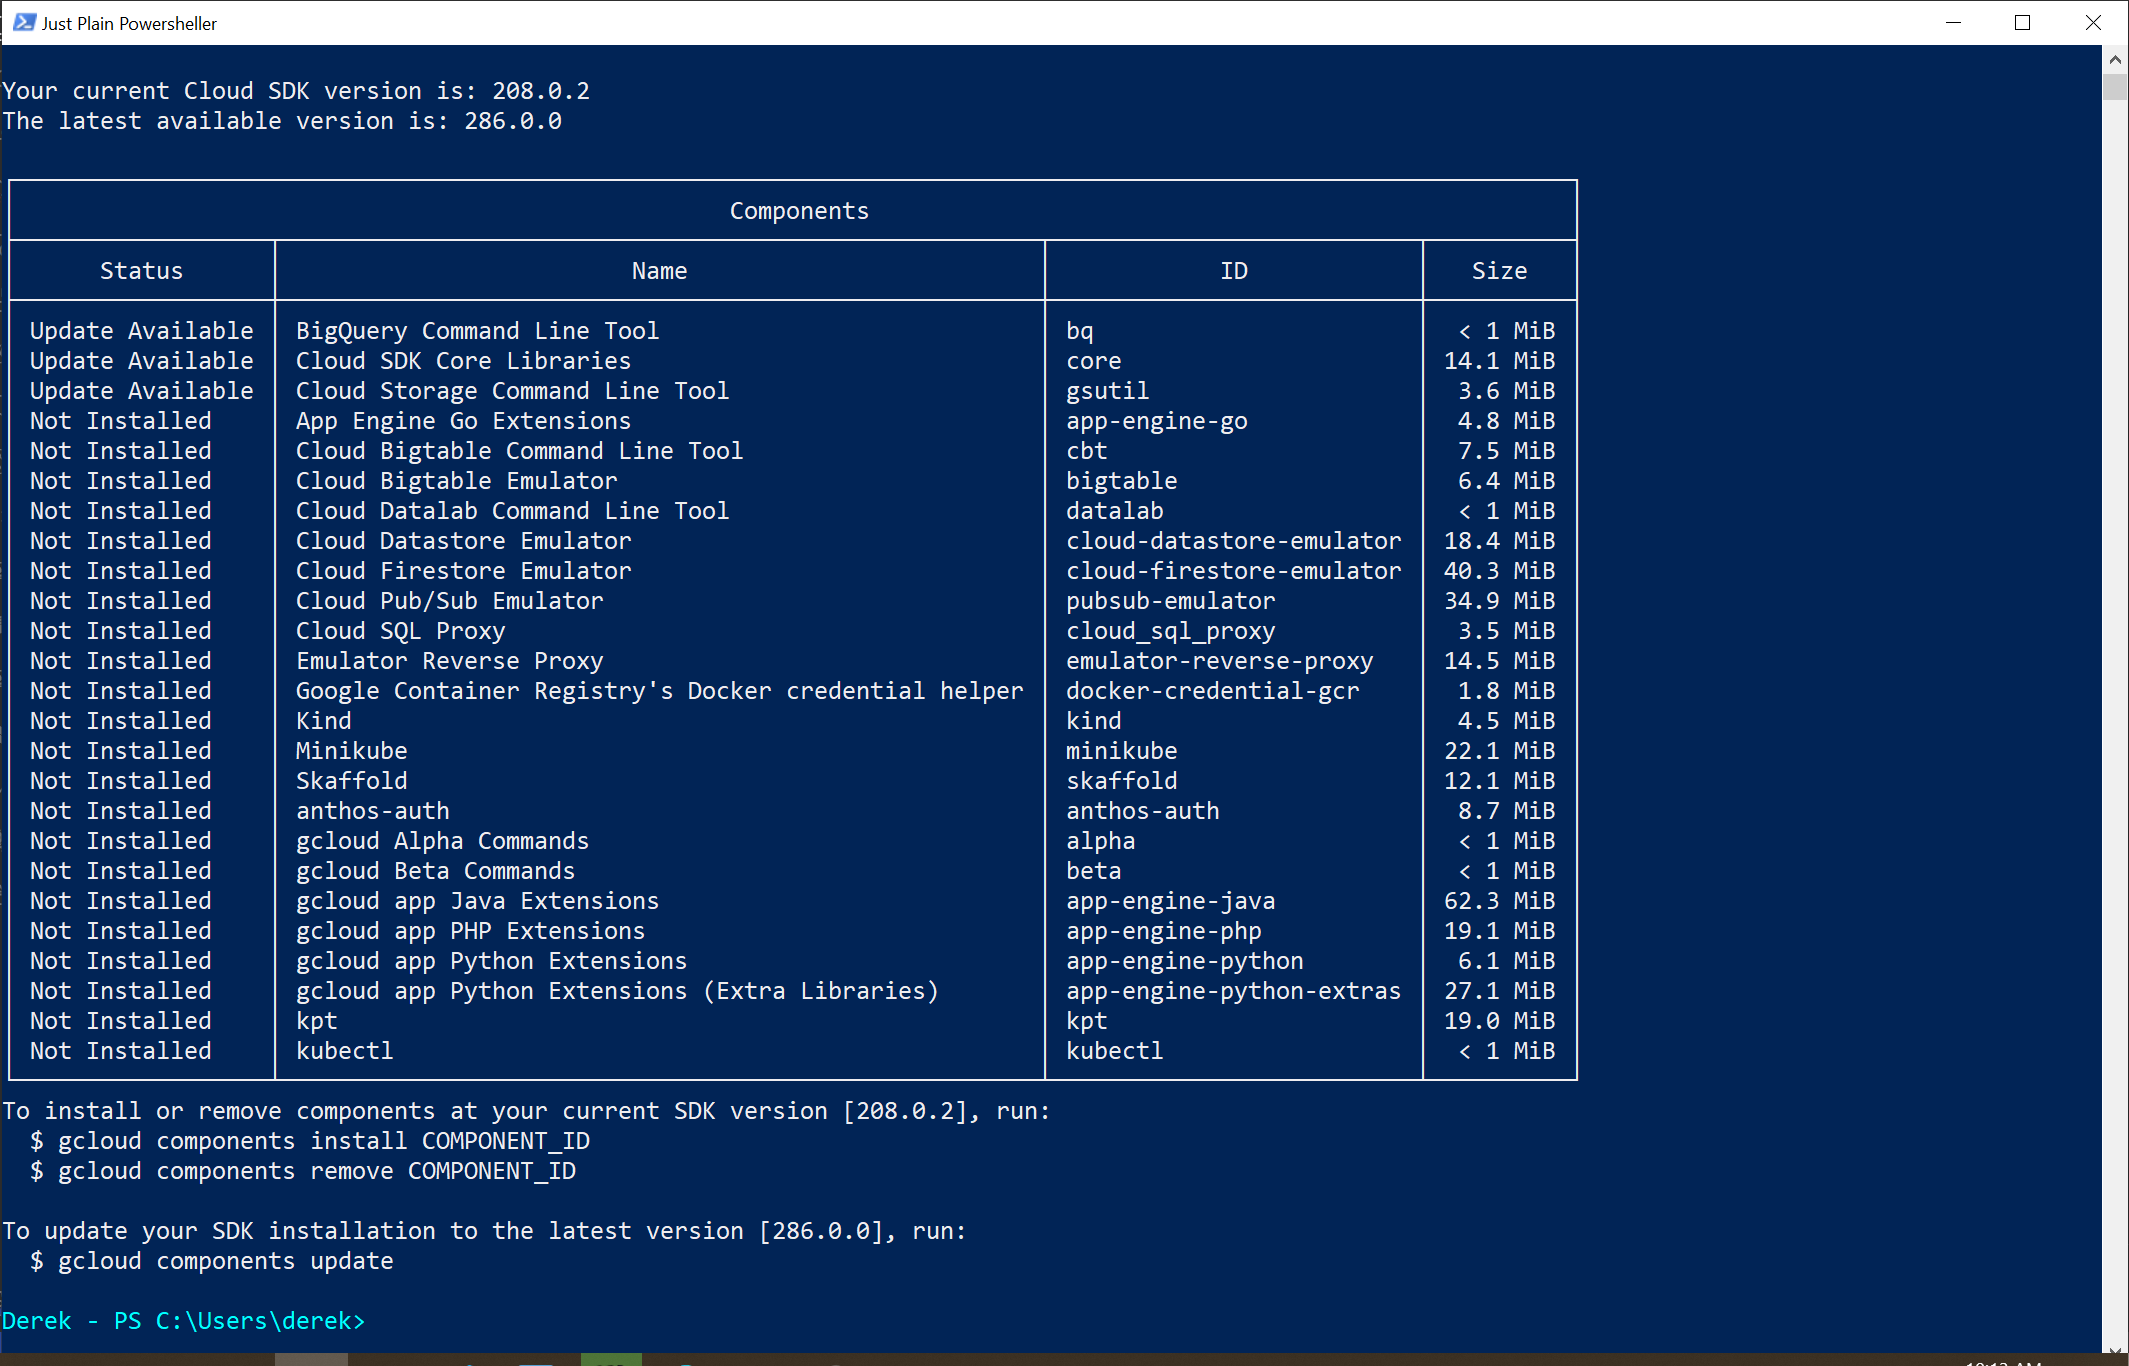 Just Plain Powersheller
Your current Cloud SDK version is: 208.0.2
The latest available version is: 286.0.0
Components
Status Name ID Size
Update Available BigQuery Command Line Tool bq < 1 MiB
Update Available Cloud SDK Core Libraries core 14.1 MiB
Update Available Cloud Storage Command Line Tool gsutil 3.6 MiB
Not Installed App Engine Go Extensions app-engine-go 4.8 MiB
Not Installed Cloud Bigtable Command Line Tool cbt 7.5 MiB
Not Installed Cloud Bigtable Emulator bigtable 6.4 MiB
Not Installed Cloud Datalab Command Line Tool datalab < 1 MiB
Not Installed Cloud Datastore Emulator cloud-datastore-emulator 18.4 MiB
Not Installed Cloud Firestore Emulator cloud-firestore-emulator 40.3 MiB
Not Installed Cloud Pub/Sub Emulator pubsub-emulator 34.9 MiB
Not Installed Cloud SQL Proxy cloud_sql_proxy 3.5 MiB
Not Installed Emulator Reverse Proxy emulator-reverse-proxy 14.5 MiB
Not Installed Google Container Registry's Docker credential helper docker-credential-gcr 1.8 MiB
Not Installed Kind kind 4.5 MiB
Not Installed Minikube minikube 22.1 MiB
Not Installed Skaffold skaffold 12.1 MiB
Not Installed anthos-auth anthos-auth 8.7 MiB
Not Installed gcloud Alpha Commands alpha < 1 MiB
Not Installed gcloud Beta Commands beta < 1 MiB
Not Installed gcloud app Java Extensions app-engine-java 62.3 MiB
Not Installed gcloud app PHP Extensions app-engine-php 19.1 MiB
Not Installed gcloud app Python Extensions app-engine-python 6.1 MiB
Not Installed gcloud app Python Extensions (Extra Libraries) app-engine-python-extras 27.1 MiB
Not Installed kpt kpt 19.0 MiB
Not Installed kubectl kubectl < 1 MiB
To install or remove components at your current SDK version [208.0.2], run:
$ gcloud components install COMPONENT_ID
$ gcloud components remove COMPONENT_ID
To update your SDK installation to the latest version [286.0.0], run:
$ gcloud components update
Derek - PS C:\Users\derek>